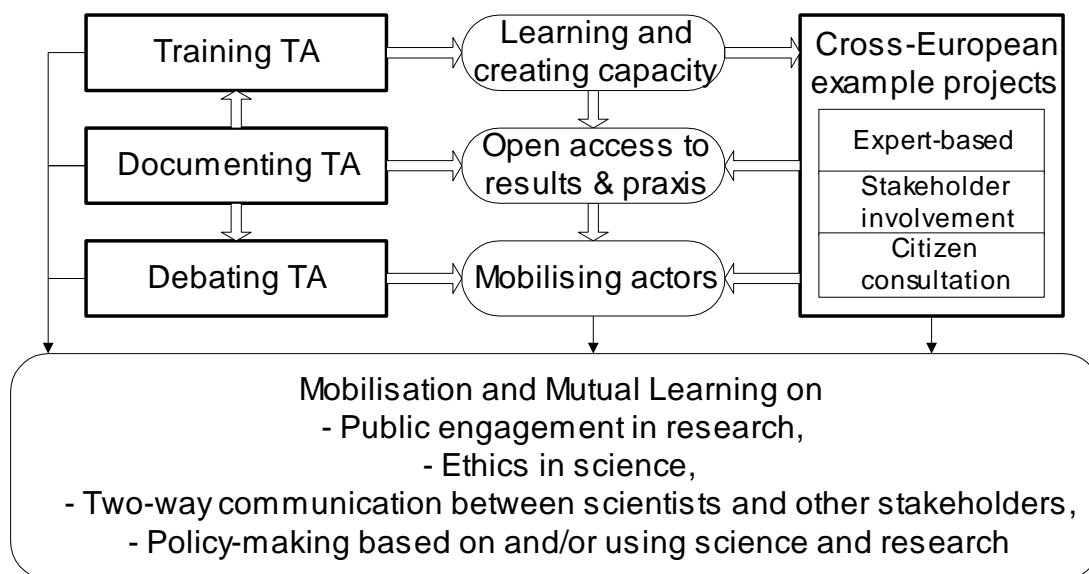 Training TA
Learning and
creating capacity
Cross-European
example projects
Documenting TA
Open access to
results & praxis
Expert-based
Stakeholder
involvement
Debating TA
Mobilising actors
Citizen
consultation
Mobilisation and Mutual Learning on
- Public engagement in research,
- Ethics in science,
- Two-way communication between scientists and other stakeholders,
- Policy-making based on and/or using science and research